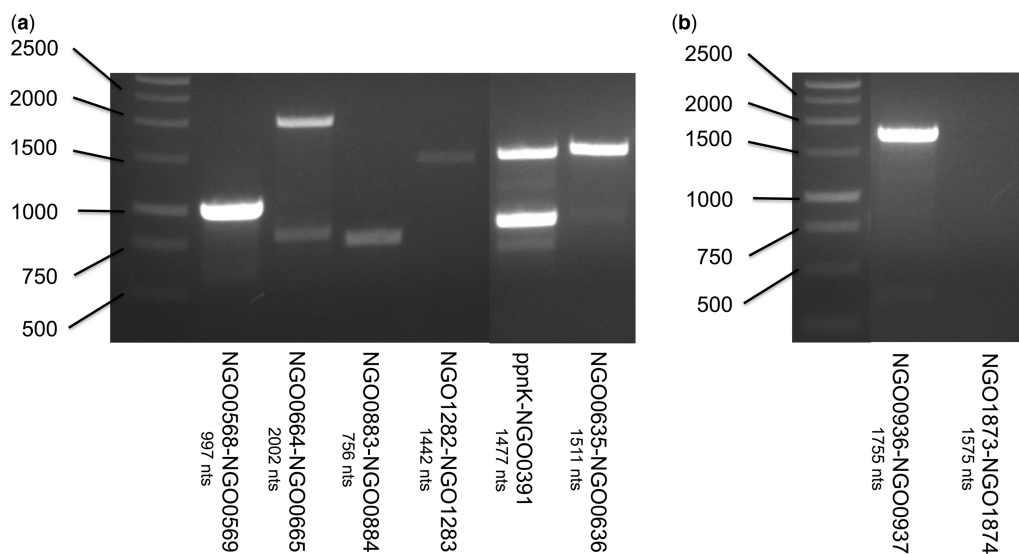 (a)
2500
2000
1500
1000
750
500
NGO0568-NGO0569
997 nts
NGO0664-NGO0665
2002 nts
NGO0883-NGO0884
756 nts
NGO1282-NGO1283
1442 nts
ppnK-NGO0391
1477 nts
NGO0635-NGO0636
1511 nts
(b)
2500
2000
1500
1000
750
500
NGO0936-NGO0937
1755 nts
NGO1873-NGO1874
1575 nts